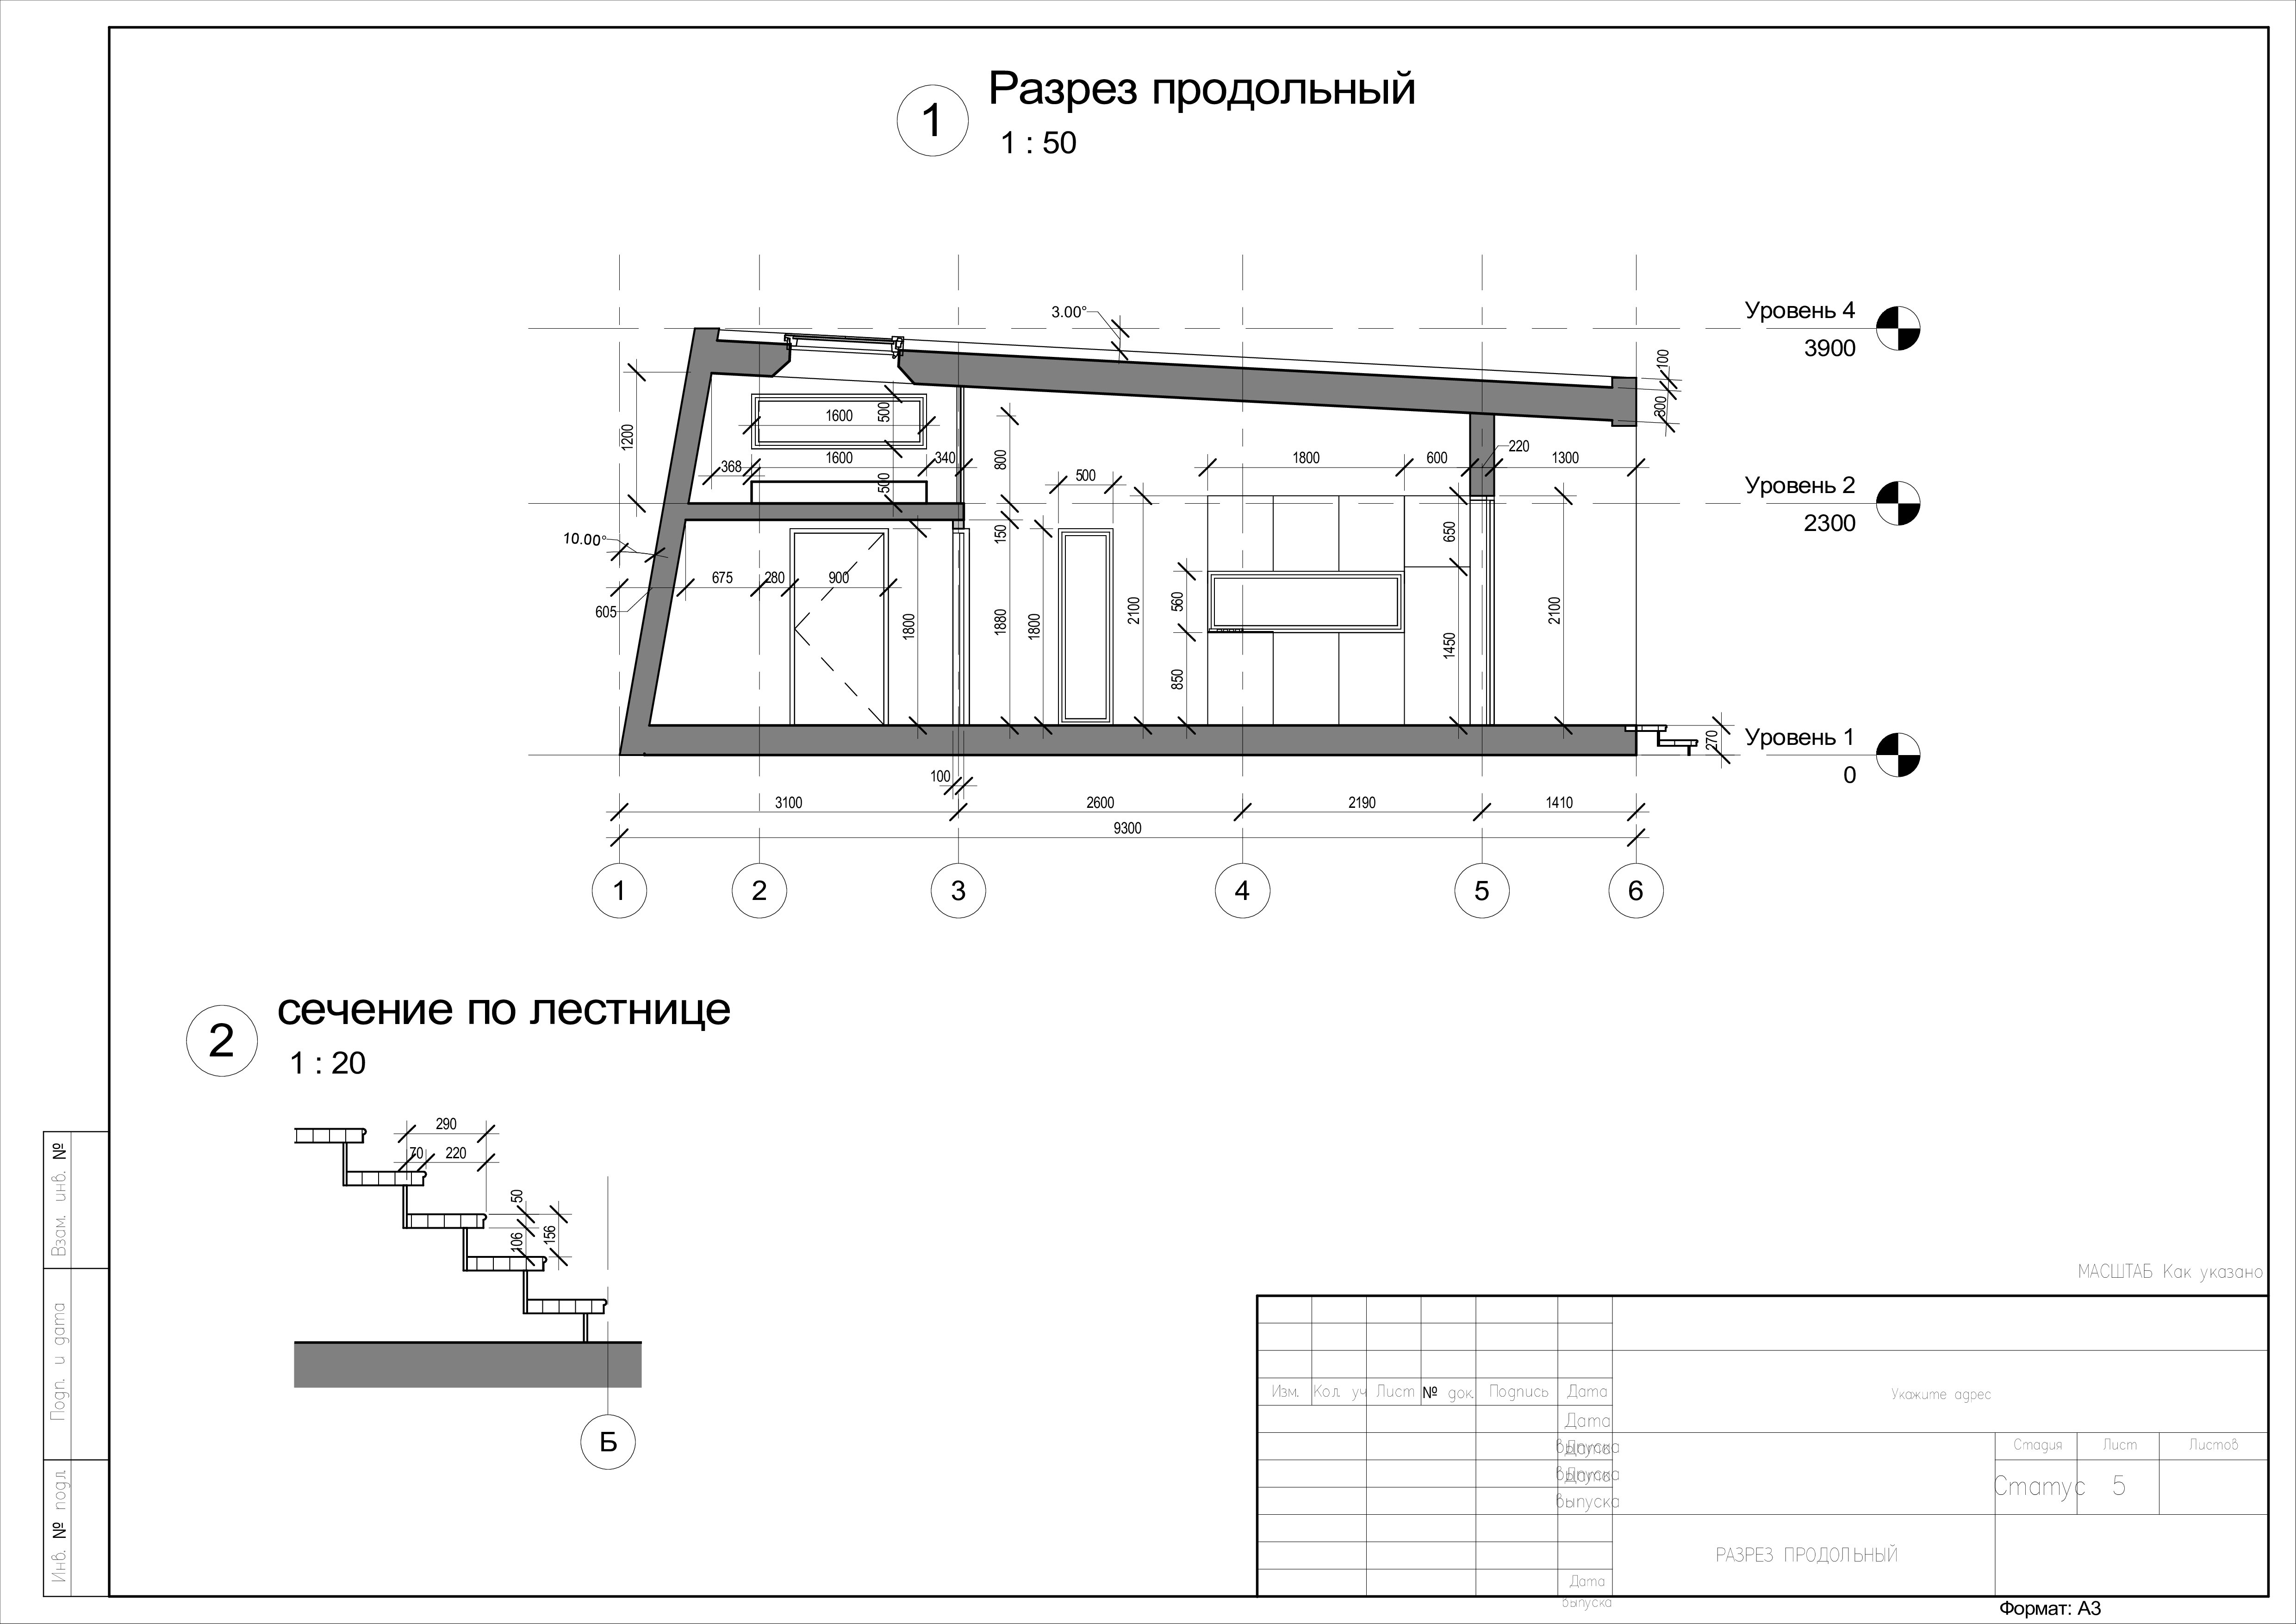 Разрез продольный
1
1 : 50
3.00°
Уровень 4
3900
100
300
1200
1600
500
368
1600
340
500
800
500
1800
600
220
1300
Уровень 2
2300
10.00°
150
650
675
280
900
605
1800
1880
1800
2100
560
850
1450
2100
270
Уровень 1
0
100
3100
2600
2190
1410
9300
1
2
3
4
5
6
сечение по лестнице
2
1 : 20
290
70
220
50
106
156
Б
Взам. инв. №
Подп. и дата
Инв. № подл.
МАСШТАБ Как указано
Изм.
Кол. уч
Лист
№ док.
Подпись
Дата
Укажите адрес
Дата
выпуска
Дата
выпуска
Дата
выпуска
Стадия
Лист
Листов
Статус
5
РАЗРЕЗ ПРОДОЛЬНЫЙ
Дата
выпуска
Формат: А3